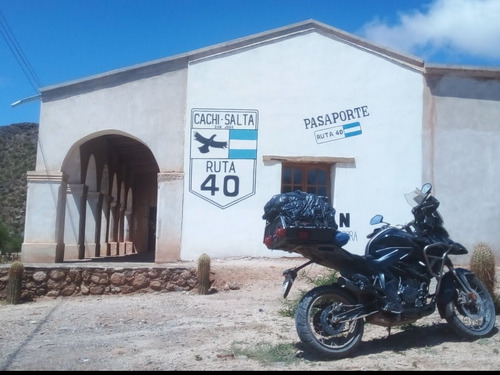 CACHI - SALTA
RUTA
40
PASAPORTE
RUTA 40
N